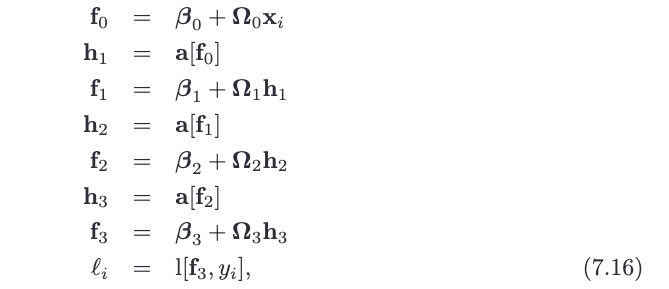 f₀ = β₀ + Ω₀xᵢ
h₁ = a[f₀]
f₁ = β₁ + Ω₁h₁
h₂ = a[f₁]
f₂ = β₂ + Ω₂h₂
h₃ = a[f₂]
f₃ = β₃ + Ω₃h₃
ℓᵢ = l[f₃, yᵢ], (7.16)